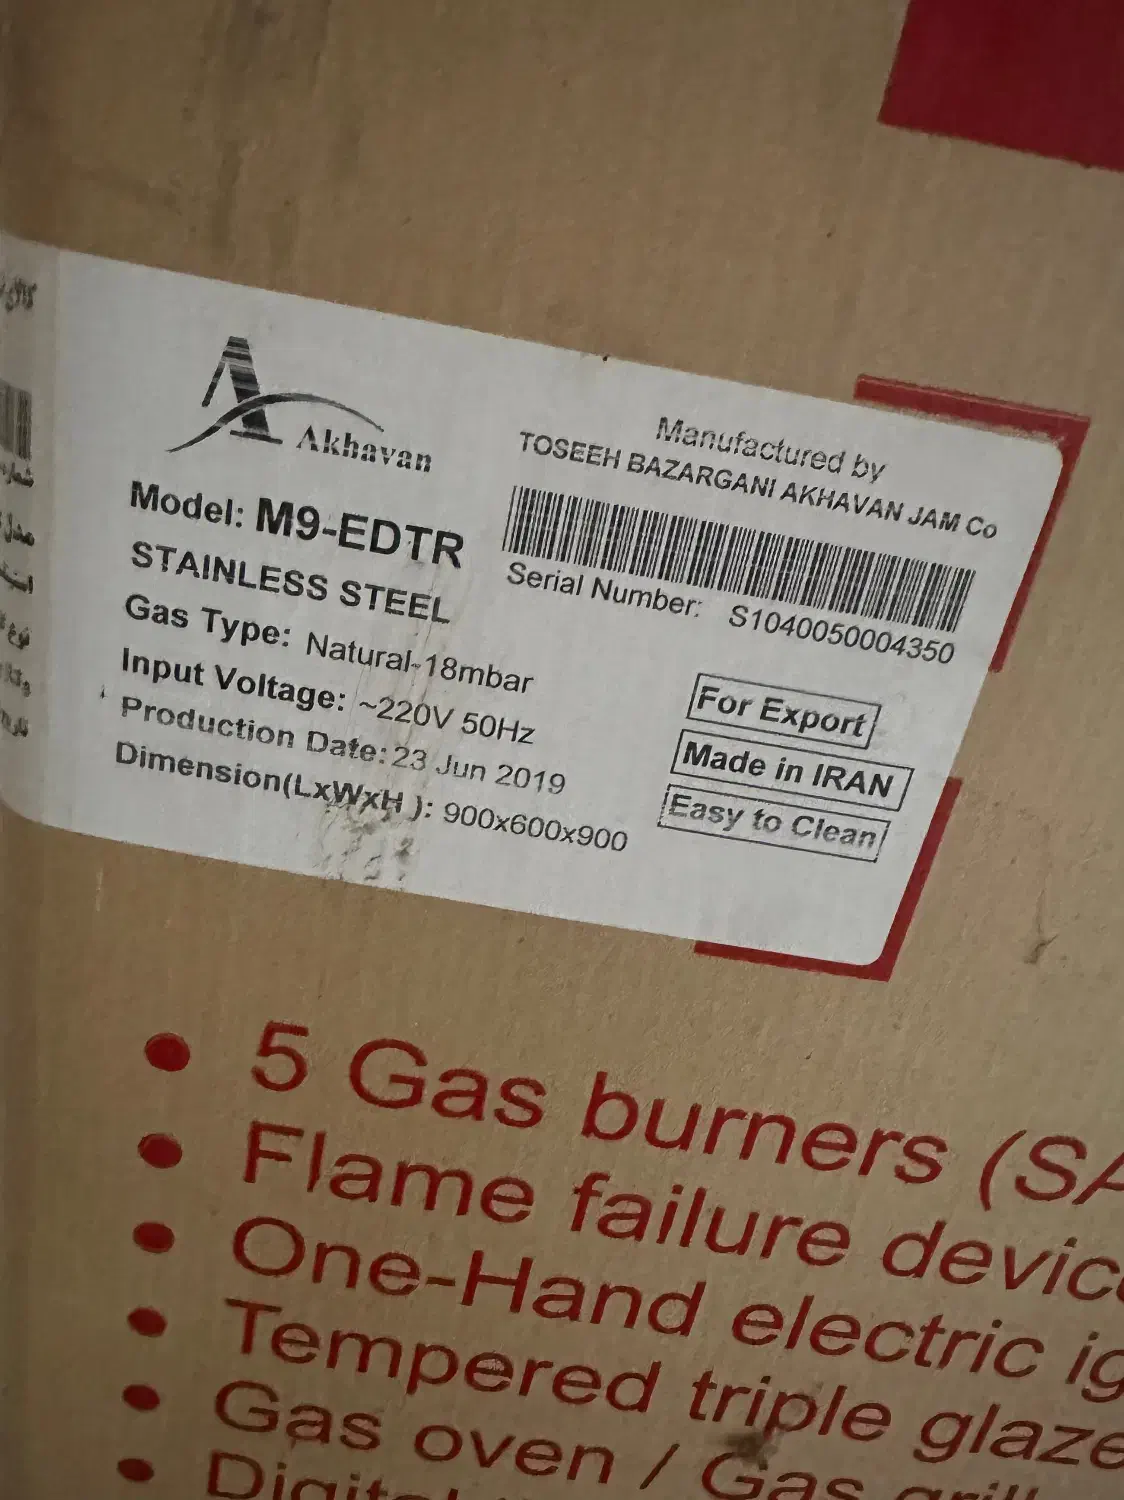 Akhavan
Model: M9-EDTR
STAINLESS STEEL
Gas Type: Natural-18mbar
Input Voltage: ~220V 50Hz
Production Date: 23 Jun 2019
Dimension(LxWxH ): 900x600x900
Manufactured by
TOSEEH BAZARGANI AKHAVAN JAM Co
Serial Number: S1040050004350
For Export
Made in IRAN
Easy to Clean
• 5 Gas burners
• Flame failure
• One-Hand electric
• Tempered triple
• Gas oven / Gas grill
• Digital